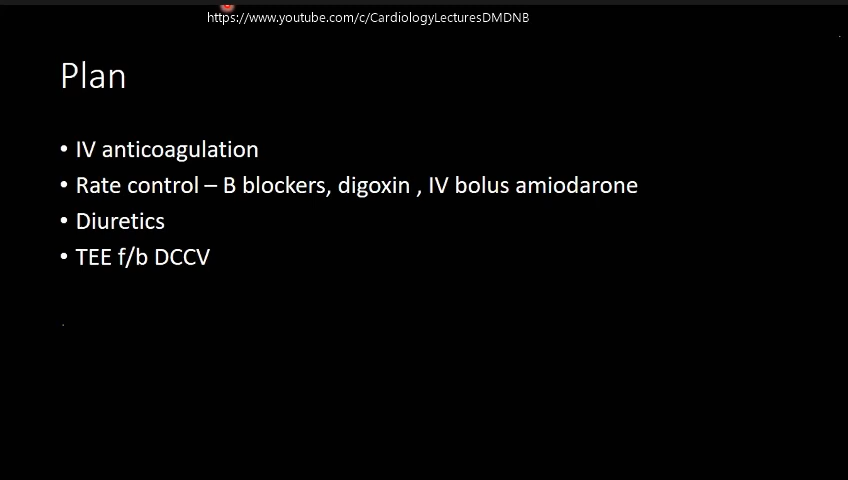 https://www.youtube.com/c/CardiologyLecturesDMDNB
Plan
• IV anticoagulation
• Rate control – B blockers, digoxin , IV bolus amiodarone
• Diuretics
• TEE f/b DCCV